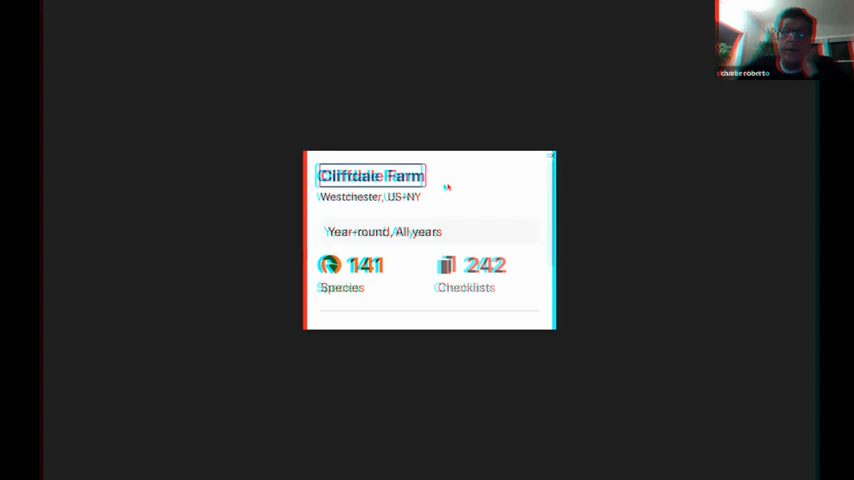 charlie roberto
Cliffdale Farm
Westchester, US-NY
Year-round, All years
141 242
Species Checklists